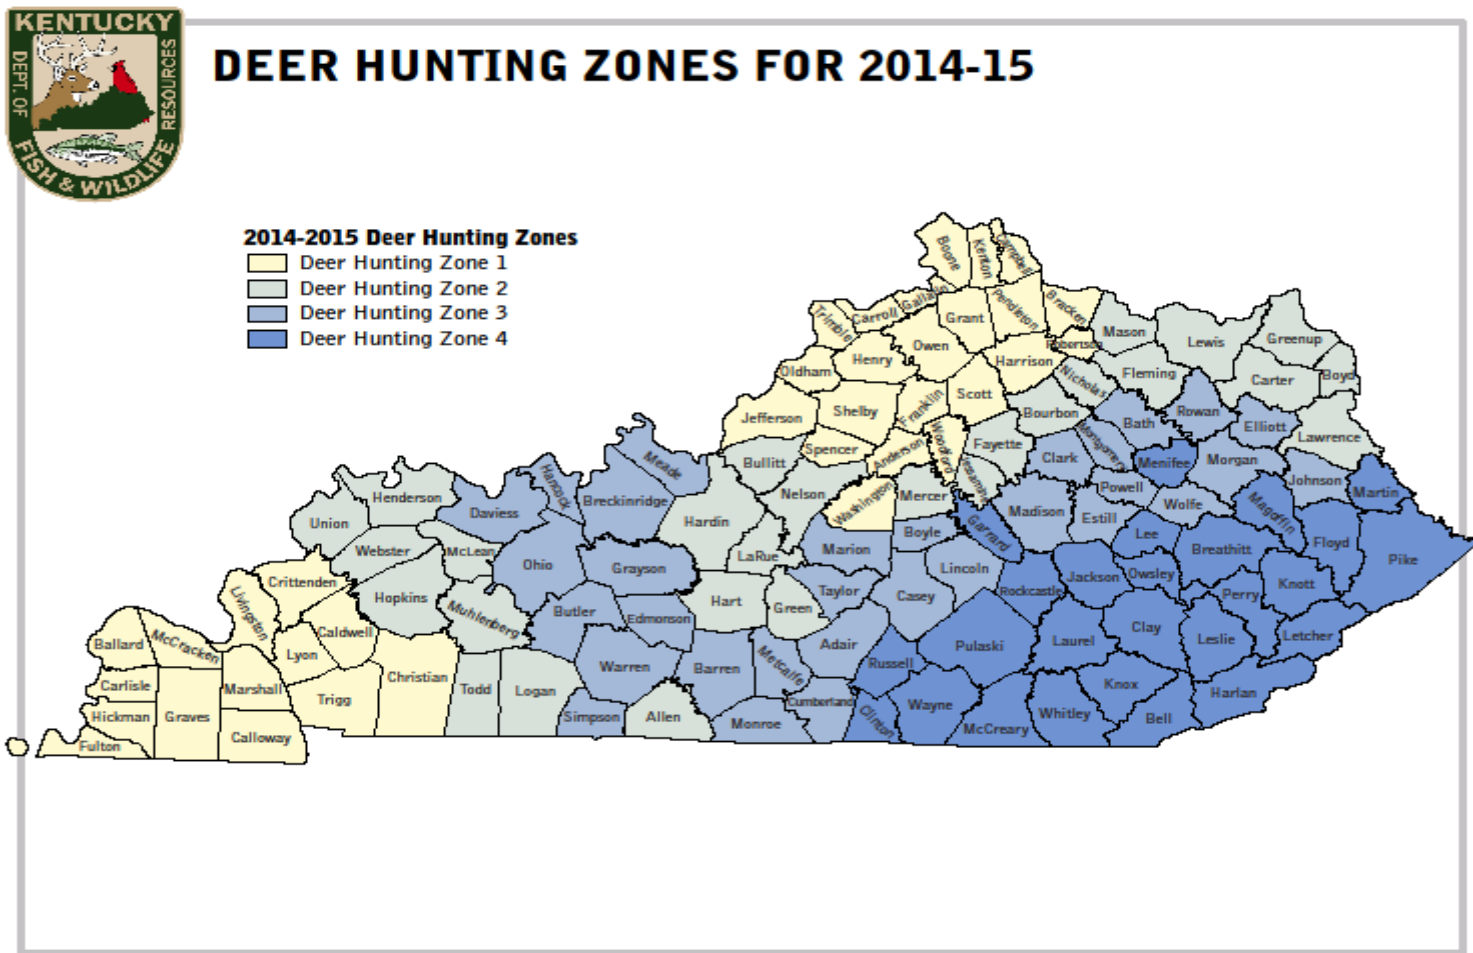 KENTUCKY
DEPT. OF
RESOURCES
FISH & WILDLIFE
DEER HUNTING ZONES FOR 2014-15
2014-2015 Deer Hunting Zones
Deer Hunting Zone 1
Deer Hunting Zone 2
Deer Hunting Zone 3
Deer Hunting Zone 4
Boone
Kenton
Campbell
Trimble
Carroll
Gallatin
Grant
Pendleton
Bracken
Mason
Lewis
Greenup
Oldham
Henry
Owen
Harrison
Robertson
Nicholas
Fleming
Carter
Boyd
Jefferson
Shelby
Franklin
Scott
Bourbon
Bath
Rowan
Elliott
Lawrence
Spencer
Anderson
Woodford
Fayette
Clark
Montgomery
Menifee
Morgan
Johnson
Martin
Meade
Bullitt
Nelson
Washington
Mercer
Jessamine
Madison
Estill
Powell
Wolfe
Magoffin
Floyd
Pike
Henderson
Union
Daviess
Hancock
Breckinridge
Hardin
LaRue
Marion
Boyle
Garrard
Lee
Breathitt
Webster
McLean
Ohio
Grayson
Taylor
Casey
Lincoln
Rockcastle
Jackson
Owsley
Perry
Knott
Crittenden
Livingston
Hopkins
Muhlenberg
Butler
Edmonson
Hart
Green
Adair
Russell
Pulaski
Laurel
Clay
Leslie
Letcher
Ballard
McCracken
Lyon
Caldwell
Christian
Todd
Logan
Warren
Barren
Metcalfe
Cumberland
Clinton
Wayne
McCreary
Whitley
Knox
Bell
Harlan
Carlisle
Hickman
Fulton
Graves
Marshall
Calloway
Trigg
Simpson
Allen
Monroe